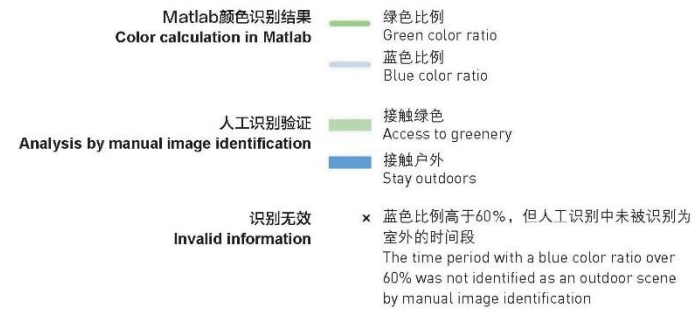 Matlab颜色识别结果
Color calculation in Matlab
绿色比例
Green color ratio
蓝色比例
Blue color ratio
人工识别验证
Analysis by manual image identification
接触绿色
Access to greenery
接触户外
Stay outdoors
识别无效
Invalid information
× 蓝色比例高于60%，但人工识别中未被识别为
室外的时间段
The time period with a blue color ratio over
60% was not identified as an outdoor scene
by manual image identification